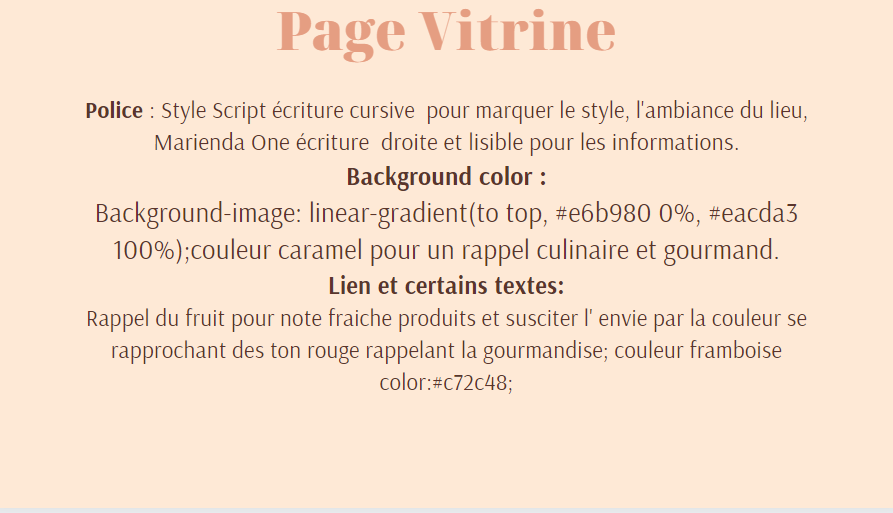 Page Vitrine
Police : Style Script écriture cursive  pour marquer le style, l'ambiance du lieu,
Marienda One écriture  droite et lisible pour les informations.
Background color :
Background-image: linear-gradient(to top, #e6b980 0%, #eacda3
100%);couleur caramel pour un rappel culinaire et gourmand.
Lien et certains textes:
Rappel du fruit pour note fraiche produits et susciter l' envie par la couleur se
rapprochant des ton rouge rappelant la gourmandise; couleur framboise
color:#c72c48;